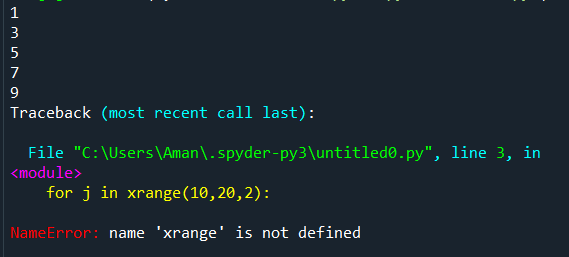 1
3
5
7
9
Traceback (most recent call last):
File "C:\Users\Aman\.spyder-py3\untitled0.py", line 3, in
<module>
for j in xrange(10,20,2):
NameError: name 'xrange' is not defined